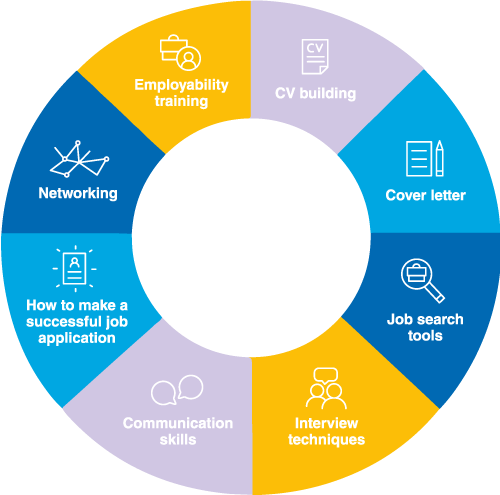 Employability
training
CV
CV building
Cover letter
Job search
tools
Interview
techniques
Communication
skills
How to make a
successful job
application
Networking